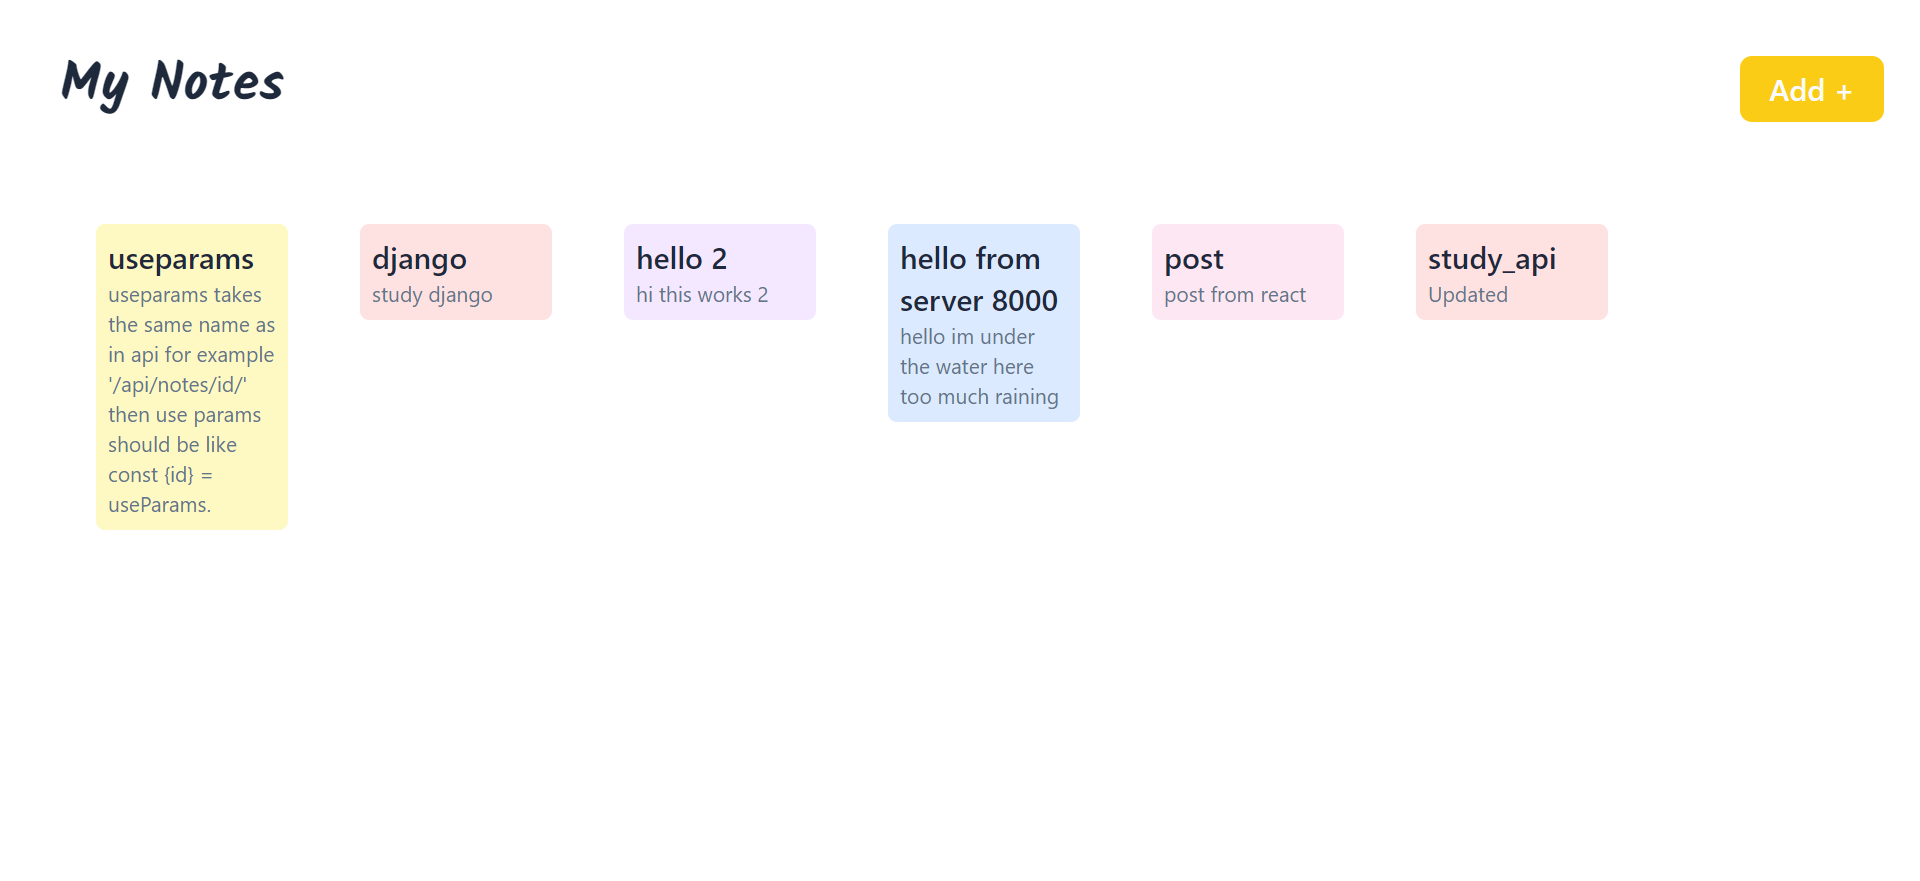 My Notes
Add +
useparams
useparams takes
the same name as
in api for example
'/api/notes/id/'
then use params
should be like
const {id} =
useParams.
django
study django
hello 2
hi this works 2
hello from
server 8000
hello im under
the water here
too much raining
post
post from react
study_api
Updated